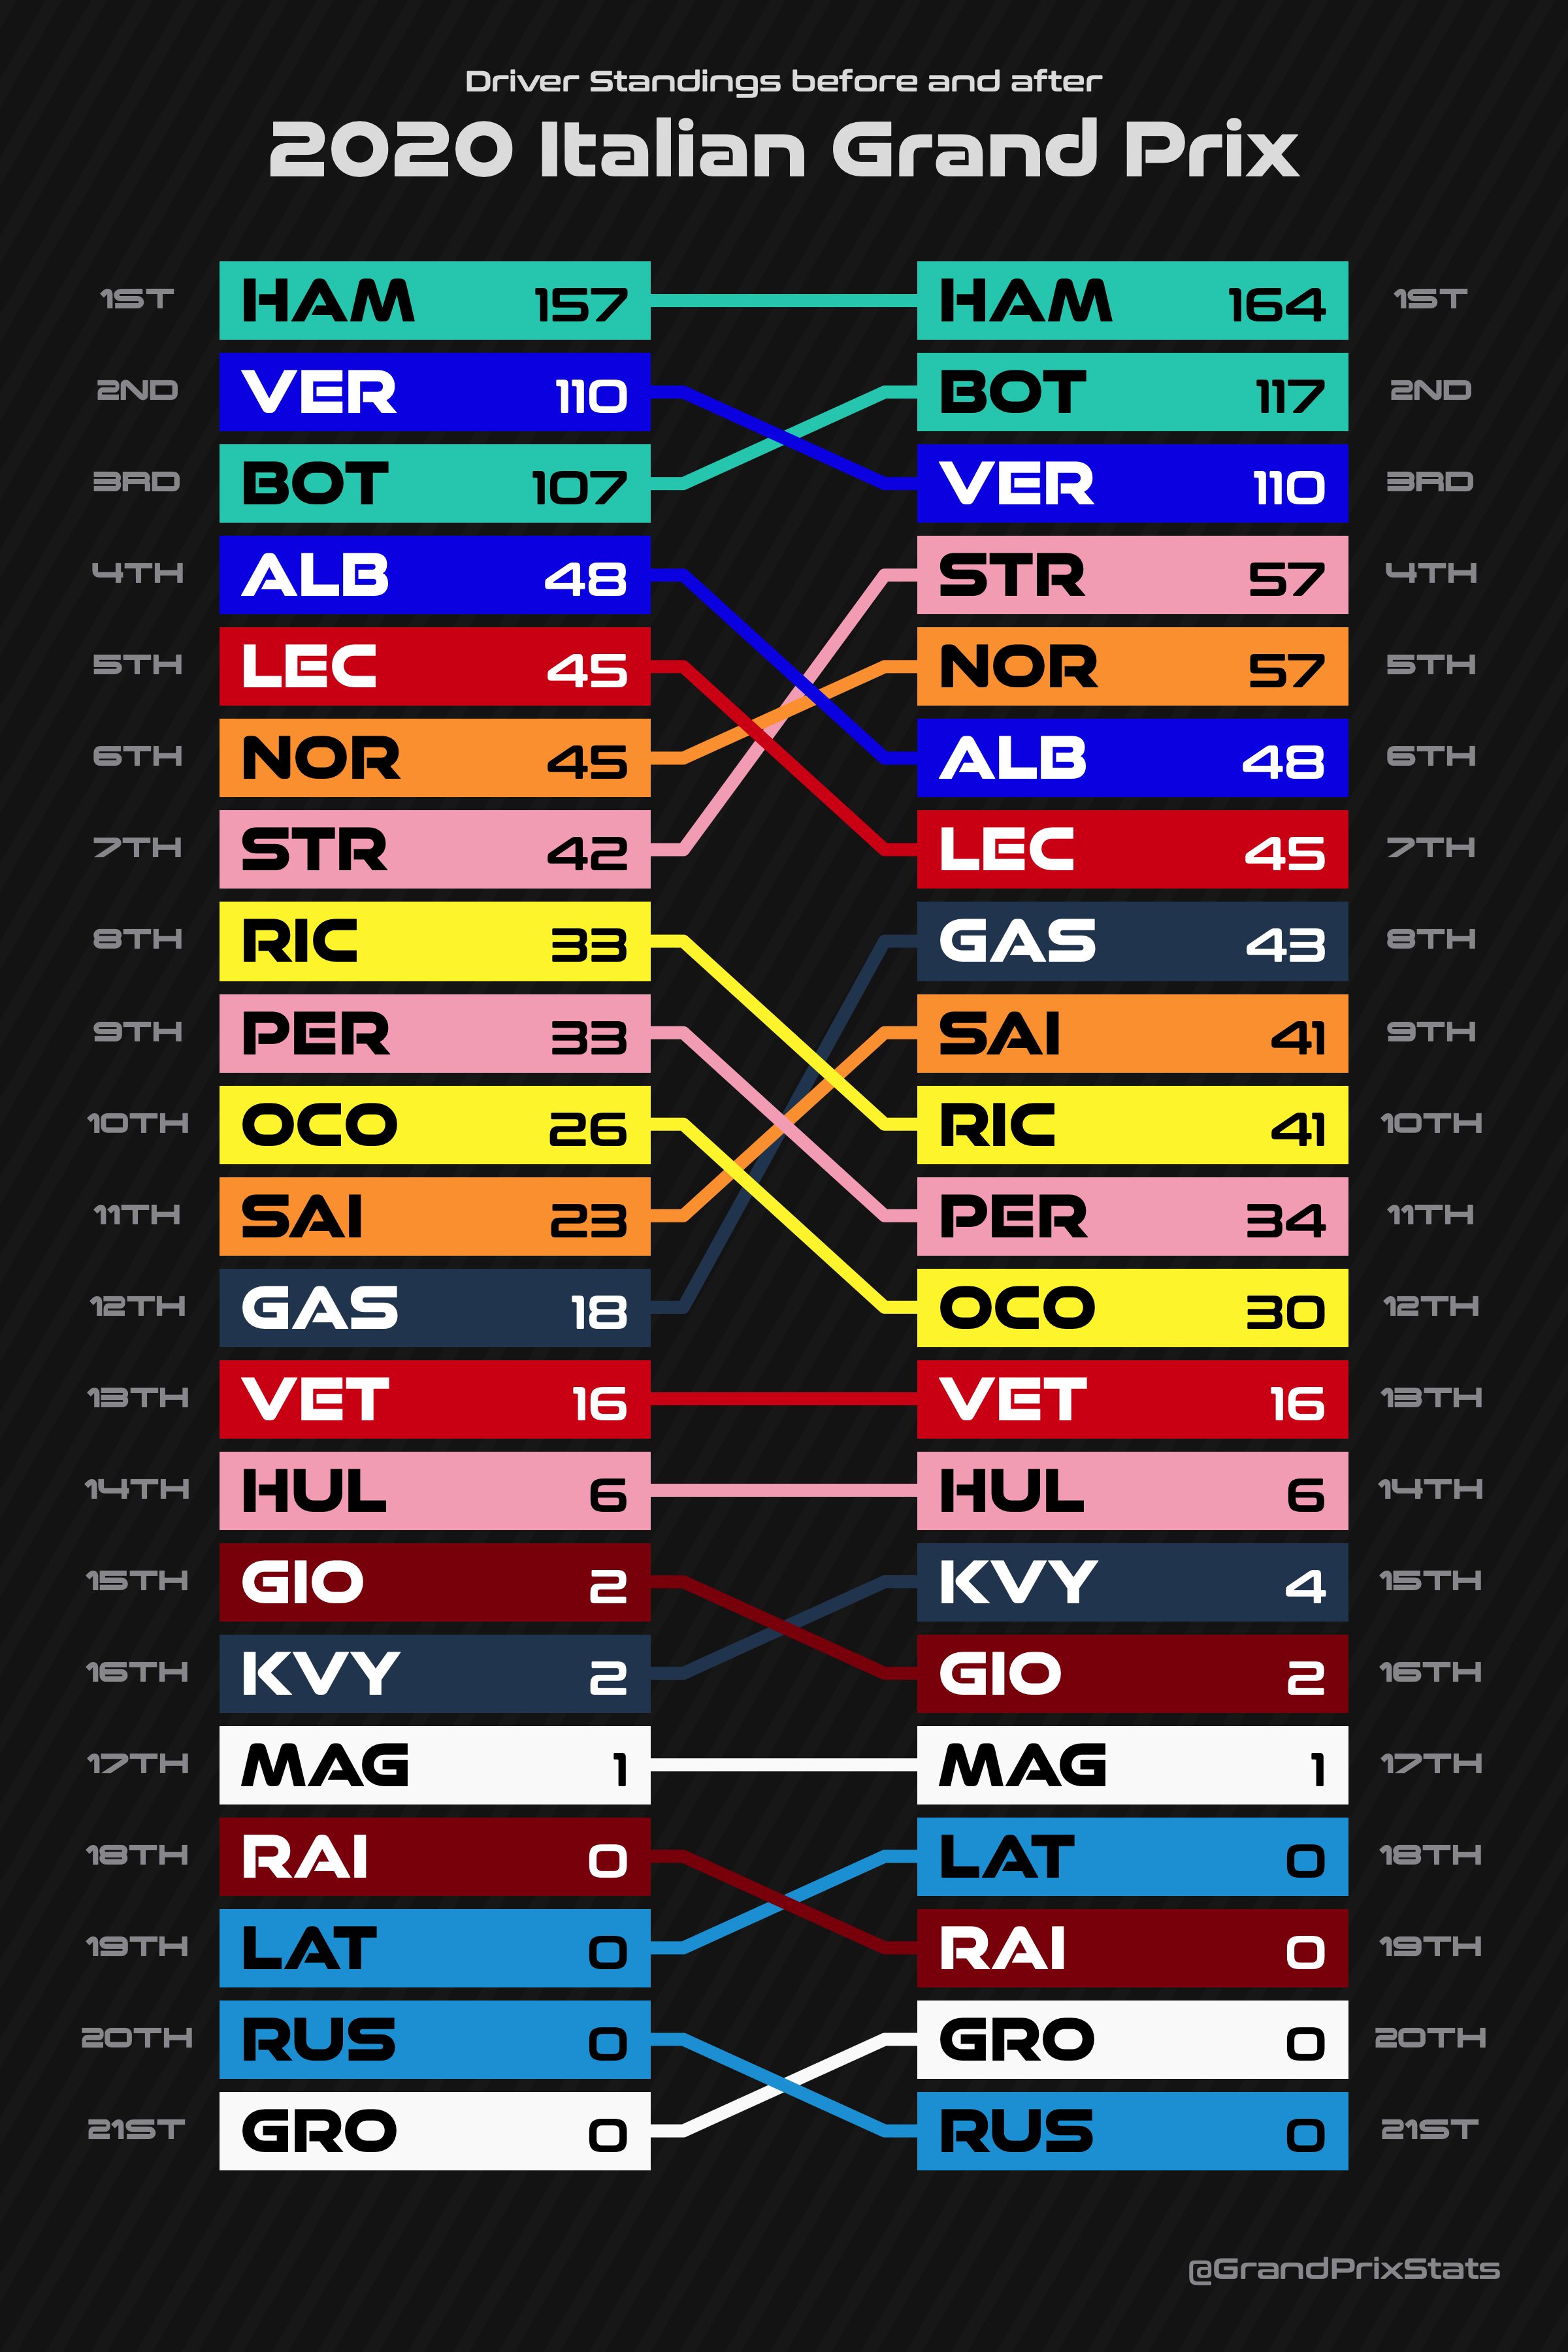 Driver Standings before and after
2020 Italian Grand Prix
1ST HAM 157 HAM 164 1ST
2ND VER 110 BOT 117 2ND
3RD BOT 107 VER 110 3RD
4TH ALB 48 STR 57 4TH
5TH LEC 45 NOR 57 5TH
6TH NOR 45 ALB 48 6TH
7TH STR 42 LEC 45 7TH
8TH RIC 33 GAS 43 8TH
9TH PER 33 SAI 41 9TH
10TH OCO 26 RIC 41 10TH
11TH SAI 23 PER 34 11TH
12TH GAS 18 OCO 30 12TH
13TH VET 16 VET 16 13TH
14TH HUL 6 HUL 6 14TH
15TH GIO 2 KVY 4 15TH
16TH KVY 2 GIO 2 16TH
17TH MAG 1 MAG 1 17TH
18TH RAI 0 LAT 0 18TH
19TH LAT 0 RAI 0 19TH
20TH RUS 0 GRO 0 20TH
21ST GRO 0 RUS 0 21ST
@GrandPrixStats